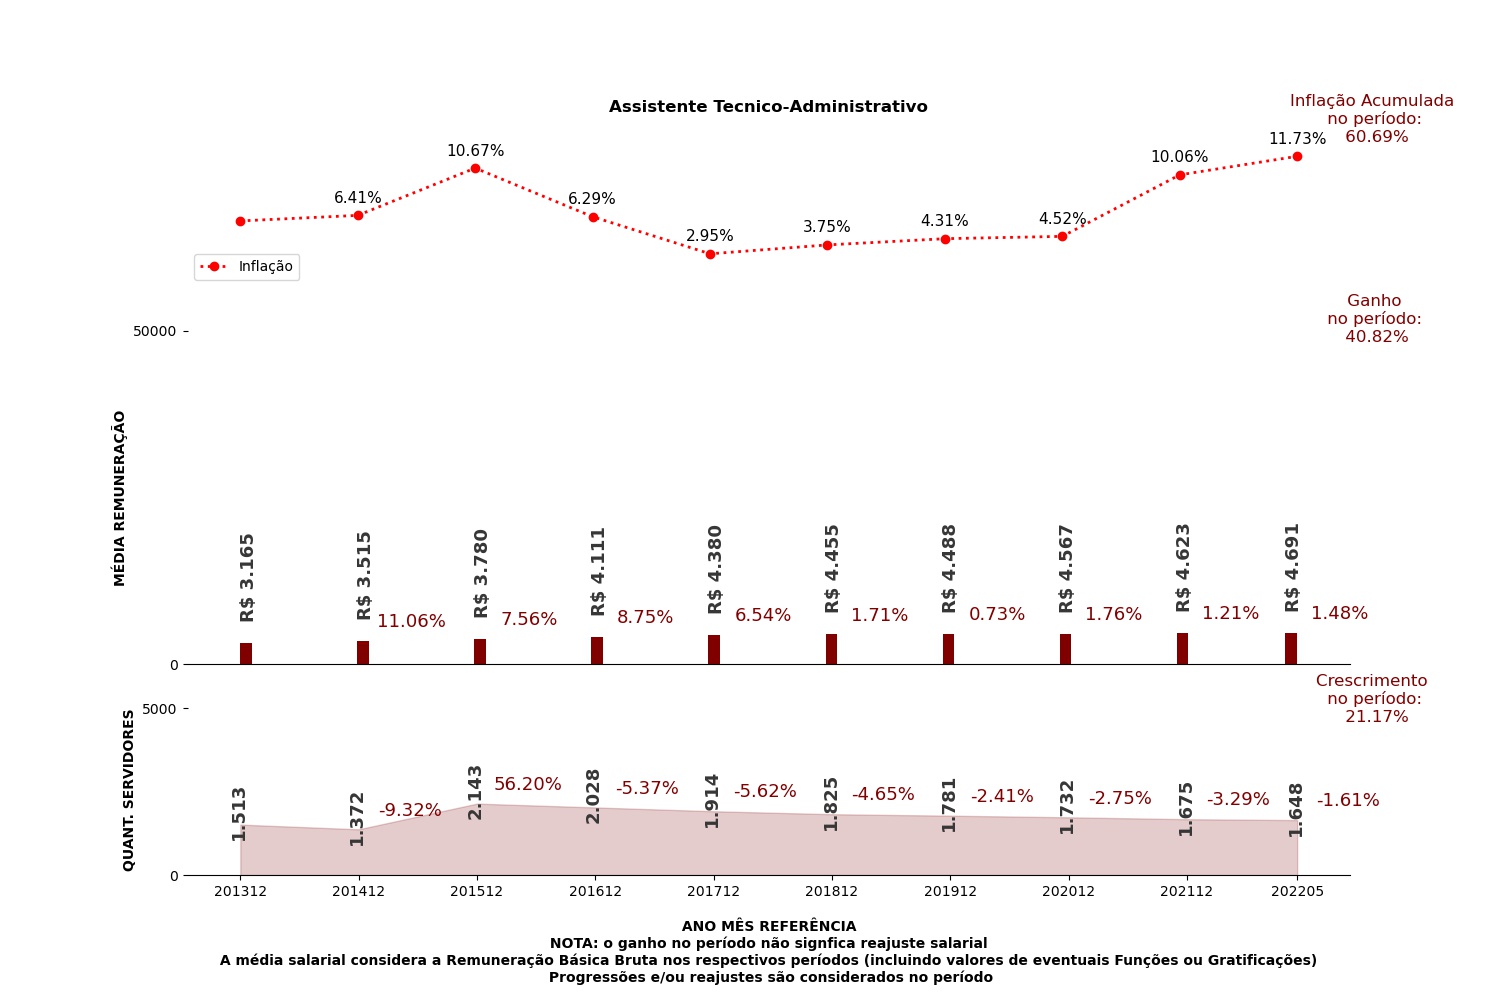 Assistente Tecnico-Administrativo
Inflação Acumulada
no período:
60.69%
6.41%
10.67%
6.29%
2.95%
3.75%
4.31%
4.52%
10.06%
11.73%
Inflação
Ganho
no período:
40.82%
50000
0
MÉDIA REMUNERAÇÃO
R$ 3.165
R$ 3.515
R$ 3.780
R$ 4.111
R$ 4.380
R$ 4.455
R$ 4.488
R$ 4.567
R$ 4.623
R$ 4.691
11.06%
7.56%
8.75%
6.54%
1.71%
0.73%
1.76%
1.21%
1.48%
Crescrimento
no período:
21.17%
5000
0
QUANT. SERVIDORES
1.513
1.372
2.143
2.028
1.914
1.825
1.781
1.732
1.675
1.648
-9.32%
56.20%
-5.37%
-5.62%
-4.65%
-2.41%
-2.75%
-3.29%
-1.61%
201312
201412
201512
201612
201712
201812
201912
202012
202112
202205
ANO MÊS REFERÊNCIA
NOTA: o ganho no período não signfica reajuste salarial
A média salarial considera a Remuneração Básica Bruta nos respectivos períodos (incluindo valores de eventuais Funções ou Gratificações)
Progressões e/ou reajustes são considerados no período